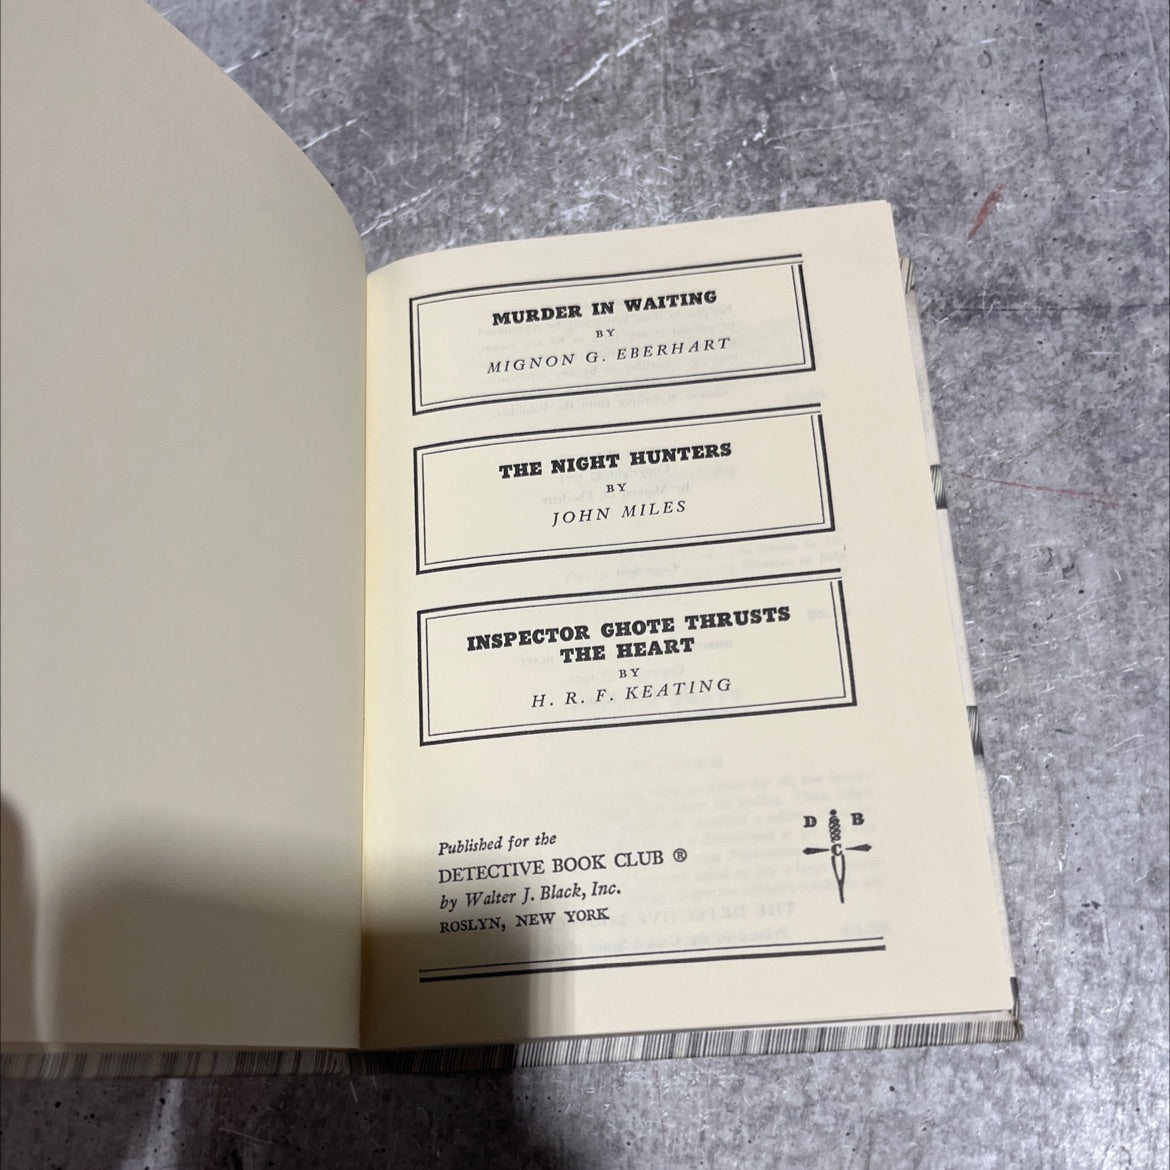 MURDER IN WAITING
BY
MIGNON G. EBERHART
THE NIGHT HUNTERS
BY
JOHN MILES
INSPECTOR GHOTE THRUSTS
THE HEART
BY
H. R. F. KEATING
Published for the
DETECTIVE BOOK CLUB ®
by Walter J. Black, Inc.
ROSLYN, NEW YORK
D B
C